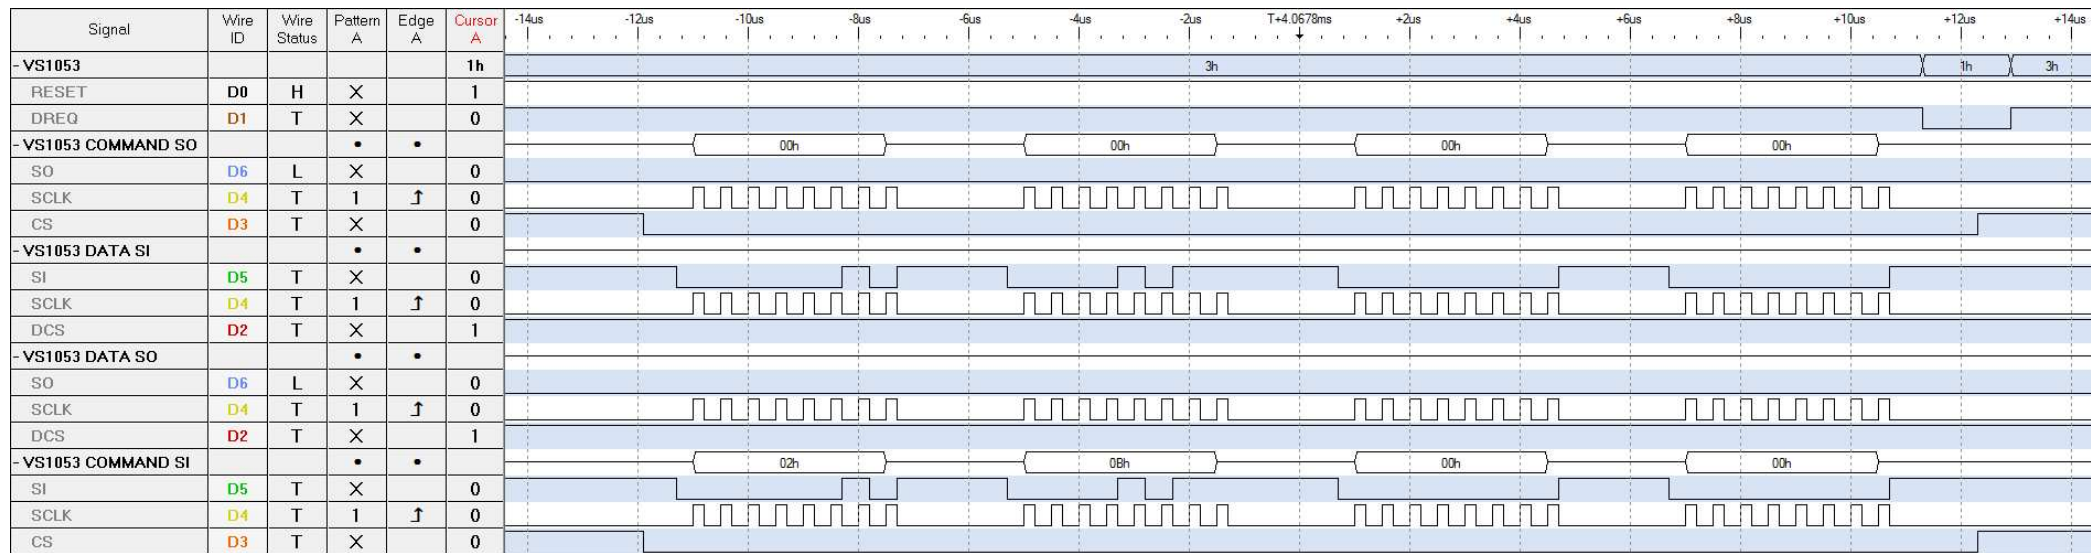 Signal Wire ID Wire Status Pattern A Edge A Cursor A -14us -12us -10us -8us -6us -4us -2us T+4.0678ms +2us +4us +6us +8us +10us +12us +14us
- VS1053 1h 3h 1h 3h
RESET D0 H X 1
DREQ D1 T X 0
- VS1053 COMMAND SO • • 00h 00h 00h 00h
SO D6 L X 0
SCLK D4 T 1 ↥ 0
CS D3 T X 0
- VS1053 DATA SI • •
SI D5 T X 0
SCLK D4 T 1 ↥ 0
DCS D2 T X 1
- VS1053 DATA SO • •
SO D6 L X 0
SCLK D4 T 1 ↥ 0
DCS D2 T X 1
- VS1053 COMMAND SI • • 02h 0Bh 00h 00h
SI D5 T X 0
SCLK D4 T 1 ↥ 0
CS D3 T X 0